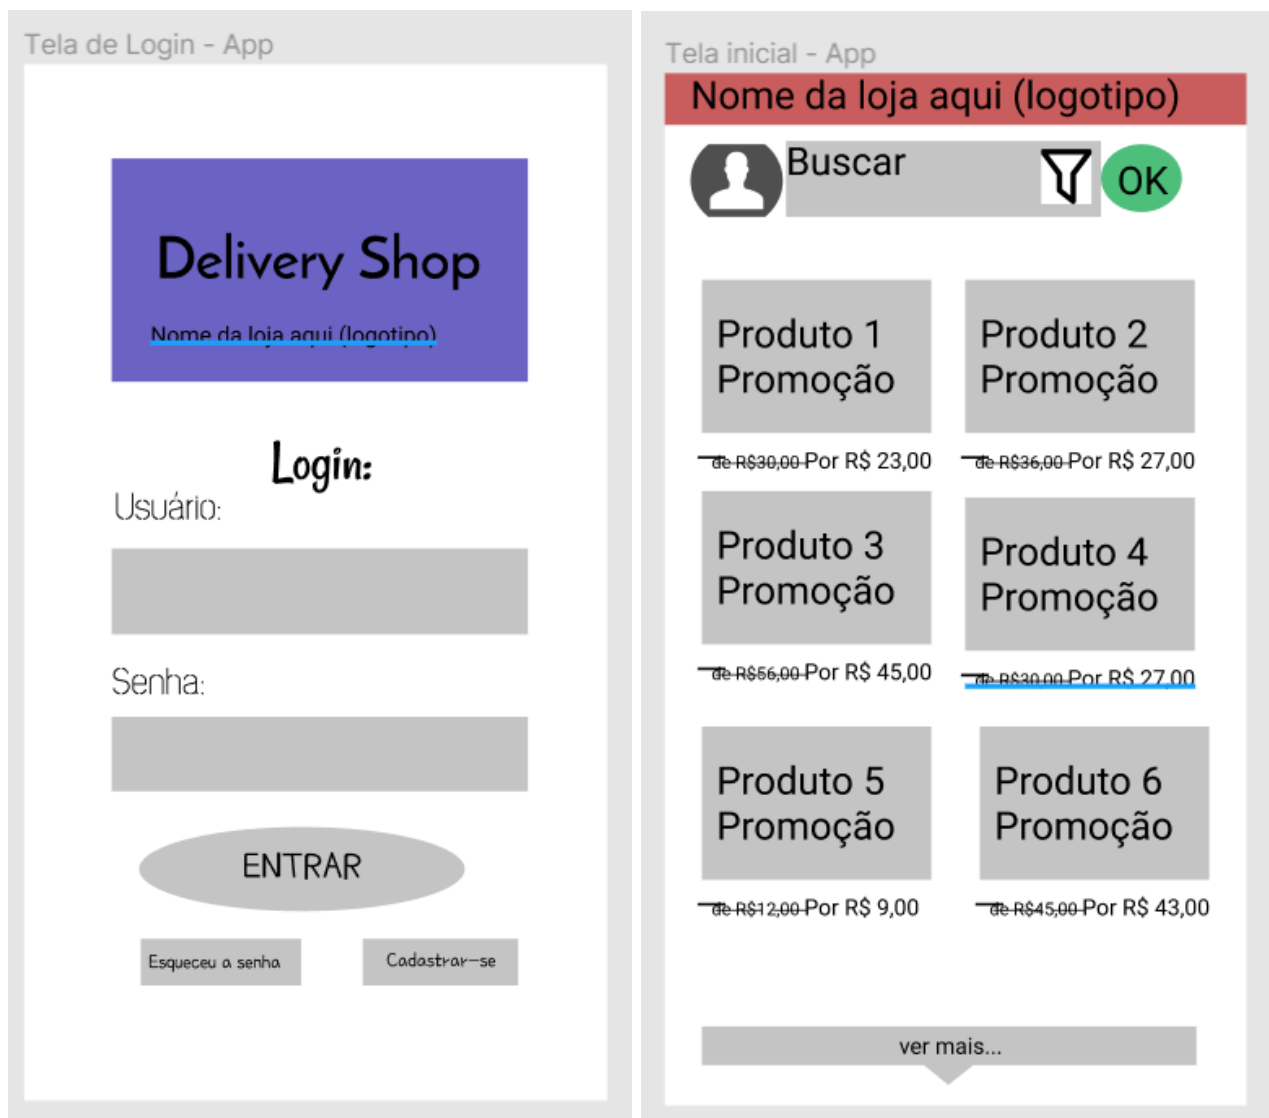 Tela de Login - App
Delivery Shop
Nome da loja aqui (logotipo)
Login:
Usuário:
Senha:
ENTRAR
Esqueceu a senha
Cadastrar-se
Tela inicial - App
Nome da loja aqui (logotipo)
Buscar
OK
Produto 1
Promoção
de R$30,00 Por R$ 23,00
Produto 2
Promoção
de R$36,00 Por R$ 27,00
Produto 3
Promoção
de R$56,00 Por R$ 45,00
Produto 4
Promoção
de R$30,00 Por R$ 27,00
Produto 5
Promoção
de R$12,00 Por R$ 9,00
Produto 6
Promoção
de R$45,00 Por R$ 43,00
ver mais...